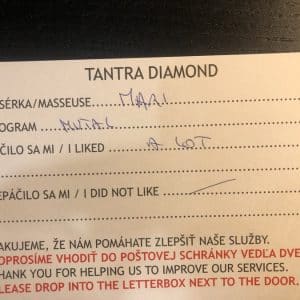 TANTRA DIAMOND
SÉRKA/MASSEUSE MARI
OGRAM MUTAL
ČILO SA MI / I LIKED A LOT
EPÁČILO SA MI / I DID NOT LIKE
AKUJEME, ŽE NÁM POMÁHATE ZLEPŠIŤ NAŠE SLUŽBY.
OPROSÍME VHODIŤ DO POŠTOVEJ SCHRÁNKY VEDĽA DVE
HANK YOU FOR HELPING US TO IMPROVE OUR SERVICES.
LEASE DROP INTO THE LETTERBOX NEXT TO THE DOOR.